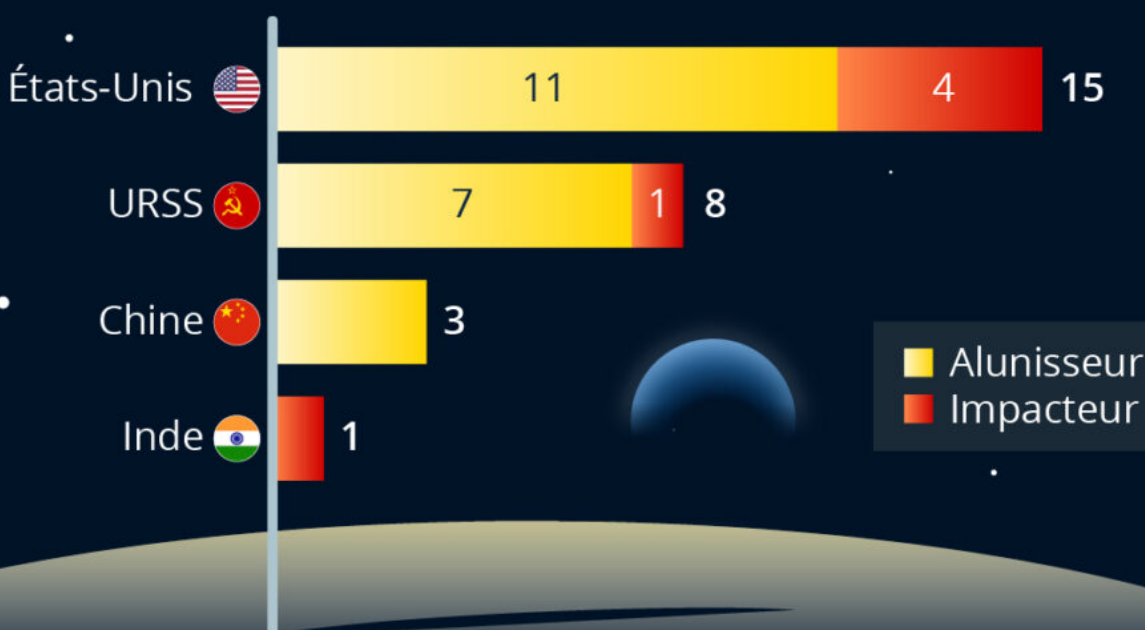 États-Unis 11 4 15
URSS 7 1 8
Chine 3
Inde 1
Alunisseur
Impacteur